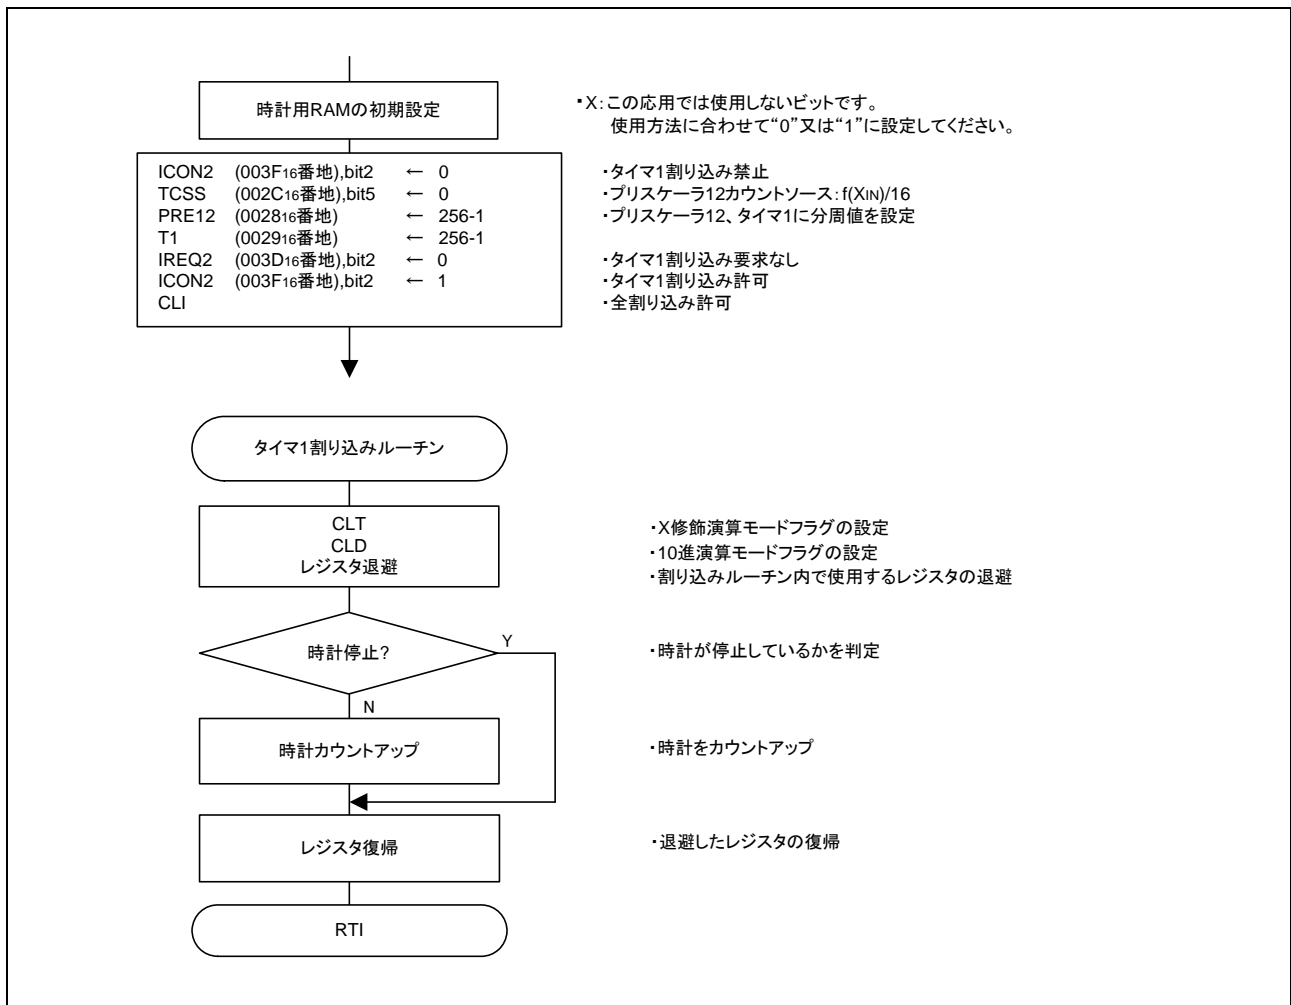 時計用RAMの初期設定
・X:この応用では使用しないビットです。
使用方法に合わせて“0”又は“1”に設定してください。
ICON2 (003F16番地),bit2 ← 0 ・タイマ1割り込み禁止
TCSS (002C16番地),bit5 ← 0 ・プリスケーラ12カウントソース:f(XIN)/16
PRE12 (002816番地) ← 256-1 ・プリスケーラ12、タイマ1に分周値を設定
T1 (002916番地) ← 256-1
IREQ2 (003D16番地),bit2 ← 0 ・タイマ1割り込み要求なし
ICON2 (003F16番地),bit2 ← 1 ・タイマ1割り込み許可
CLI ・全割り込み許可
タイマ1割り込みルーチン
CLT ・X修飾演算モードフラグの設定
CLD ・10進演算モードフラグの設定
レジスタ退避 ・割り込みルーチン内で使用するレジスタの退避
時計停止? Y ・時計が停止しているかを判定
N
時計カウントアップ ・時計をカウントアップ
レジスタ復帰 ・退避したレジスタの復帰
RTI